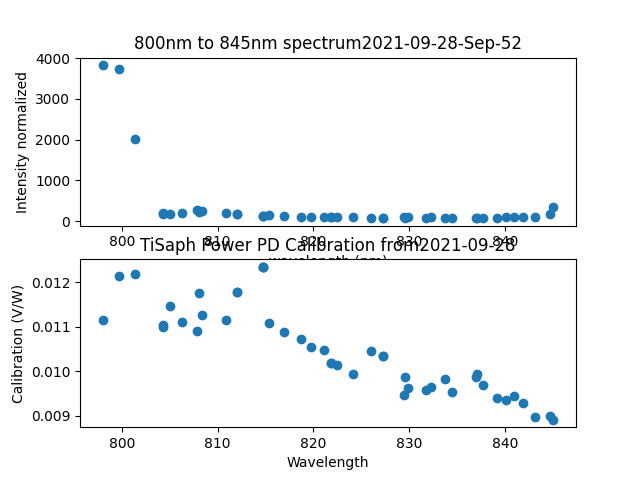 800nm to 845nm spectrum2021-09-28-Sep-52
Intensity normalized
4000
3000
2000
1000
0
800 810 820 830 840
wavelength (nm)
TiSaph Power PD Calibration from2021-09-28
Calibration (V/W)
0.012
0.011
0.010
0.009
800 810 820 830 840
Wavelength